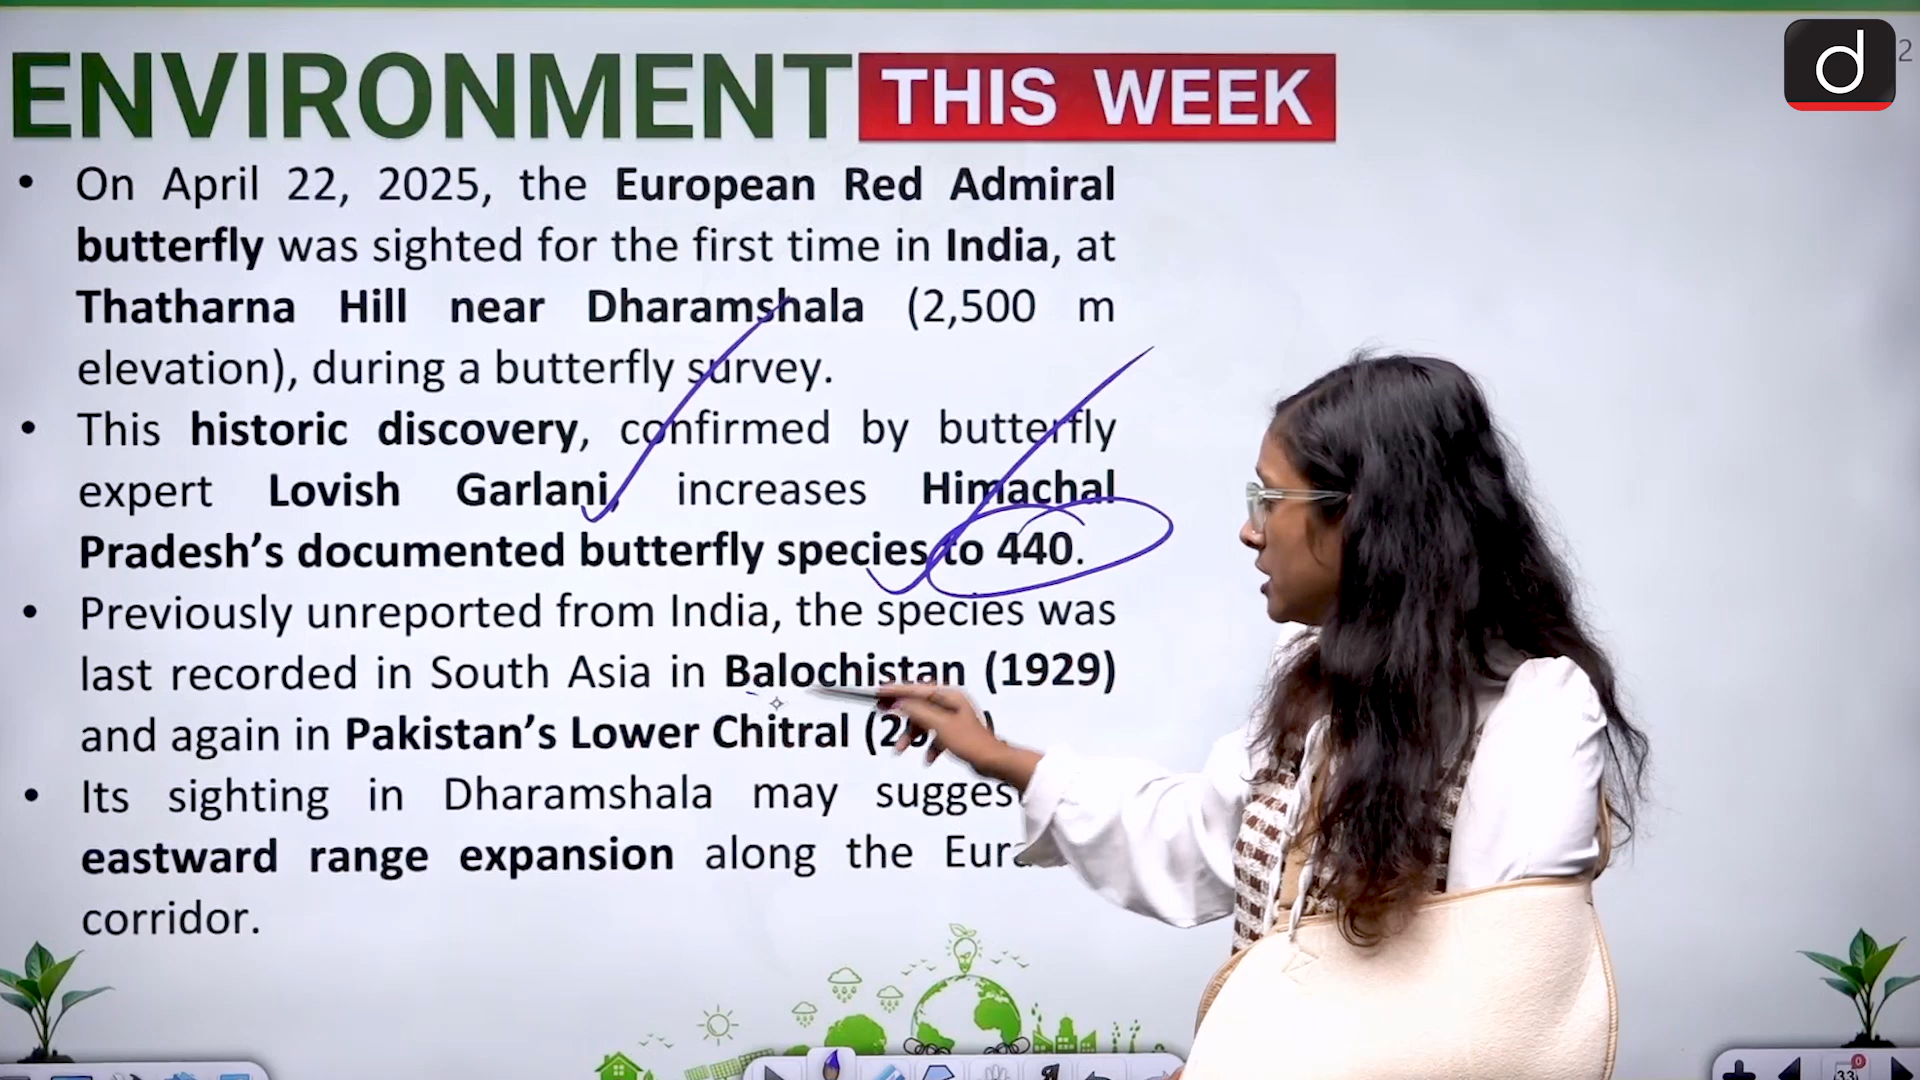 ENVIRONMENT THIS WEEK
d
2
• On April 22, 2025, the European Red Admiral
butterfly was sighted for the first time in India, at
Thatharna Hill near Dharamshala (2,500 m
elevation), during a butterfly survey.
• This historic discovery, confirmed by butterfly
expert Lovish Garlani, increases Himachal
Pradesh’s documented butterfly species to 440.
• Previously unreported from India, the species was
last recorded in South Asia in Balochistan (1929)
and again in Pakistan’s Lower Chitral
• Its sighting in Dharamshala may
eastward range expansion along the
corridor.
33
0